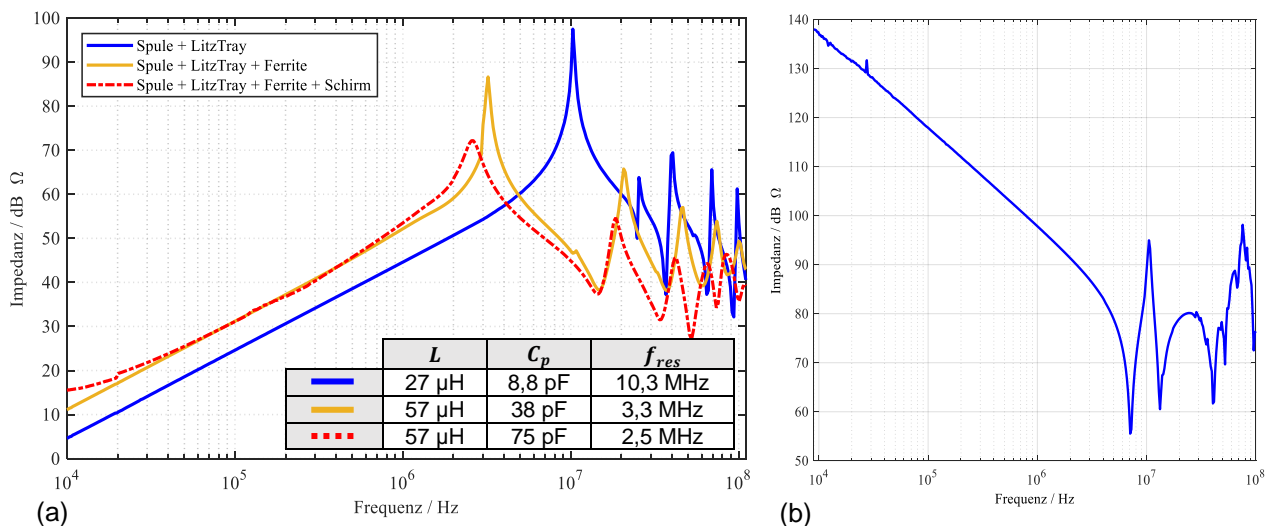 Spule + LitzTray
Spule + LitzTray + Ferrite
Spule + LitzTray + Ferrite + Schirm
100
90
80
70
60
50
40
30
20
10
0
Impedanz / dB Ω
10^4
10^5
10^6
10^7
10^8
Frequenz / Hz
L C_p f_res
27 µH 8,8 pF 10,3 MHz
57 µH 38 pF 3,3 MHz
57 µH 75 pF 2,5 MHz
(a)
140
130
120
110
100
90
80
70
60
50
Impedanz / dB Ω
10^4
10^5
10^6
10^7
10^8
Frequenz / Hz
(b)